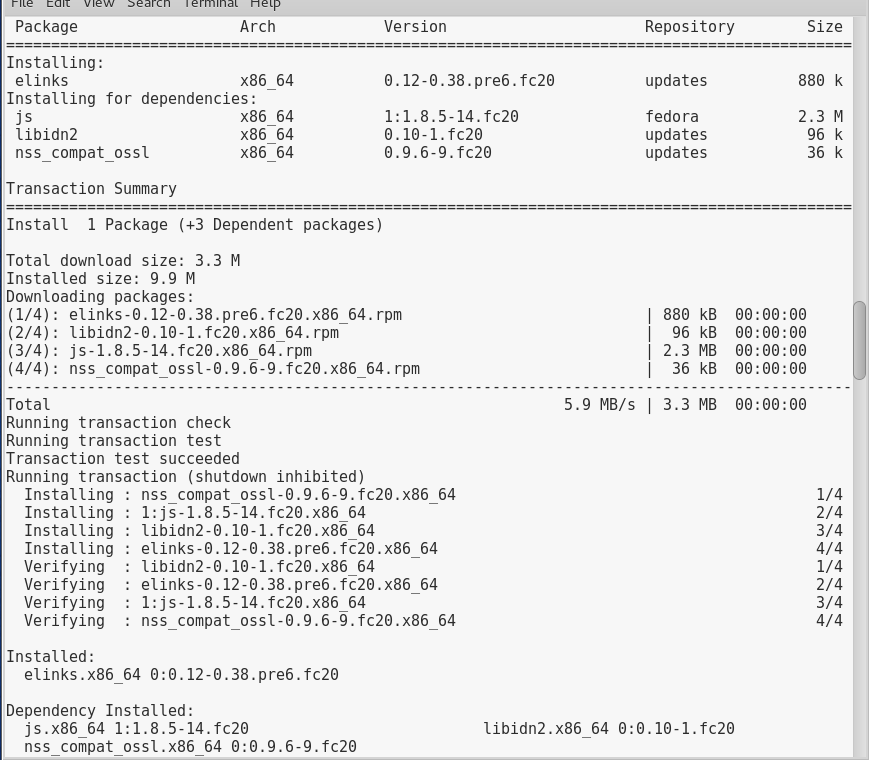 File Edit View Search Terminal Help
Package Arch Version Repository Size
================================================================================
Installing:
elinks x86_64 0.12-0.38.pre6.fc20 updates 880 k
Installing for dependencies:
js x86_64 1:1.8.5-14.fc20 fedora 2.3 M
libidn2 x86_64 0.10-1.fc20 updates 96 k
nss_compat_ossl x86_64 0.9.6-9.fc20 updates 36 k
Transaction Summary
================================================================================
Install 1 Package (+3 Dependent packages)
Total download size: 3.3 M
Installed size: 9.9 M
Downloading packages:
(1/4): elinks-0.12-0.38.pre6.fc20.x86_64.rpm | 880 kB 00:00:00
(2/4): libidn2-0.10-1.fc20.x86_64.rpm | 96 kB 00:00:00
(3/4): js-1.8.5-14.fc20.x86_64.rpm | 2.3 MB 00:00:00
(4/4): nss_compat_ossl-0.9.6-9.fc20.x86_64.rpm | 36 kB 00:00:00
--------------------------------------------------------------------------------
Total 5.9 MB/s | 3.3 MB 00:00:00
Running transaction check
Running transaction test
Transaction test succeeded
Running transaction (shutdown inhibited)
Installing : nss_compat_ossl-0.9.6-9.fc20.x86_64 1/4
Installing : 1:js-1.8.5-14.fc20.x86_64 2/4
Installing : libidn2-0.10-1.fc20.x86_64 3/4
Installing : elinks-0.12-0.38.pre6.fc20.x86_64 4/4
Verifying : libidn2-0.10-1.fc20.x86_64 1/4
Verifying : elinks-0.12-0.38.pre6.fc20.x86_64 2/4
Verifying : 1:js-1.8.5-14.fc20.x86_64 3/4
Verifying : nss_compat_ossl-0.9.6-9.fc20.x86_64 4/4
Installed:
elinks.x86_64 0:0.12-0.38.pre6.fc20
Dependency Installed:
js.x86_64 1:1.8.5-14.fc20 libidn2.x86_64 0:0.10-1.fc20
nss_compat_ossl.x86_64 0:0.9.6-9.fc20